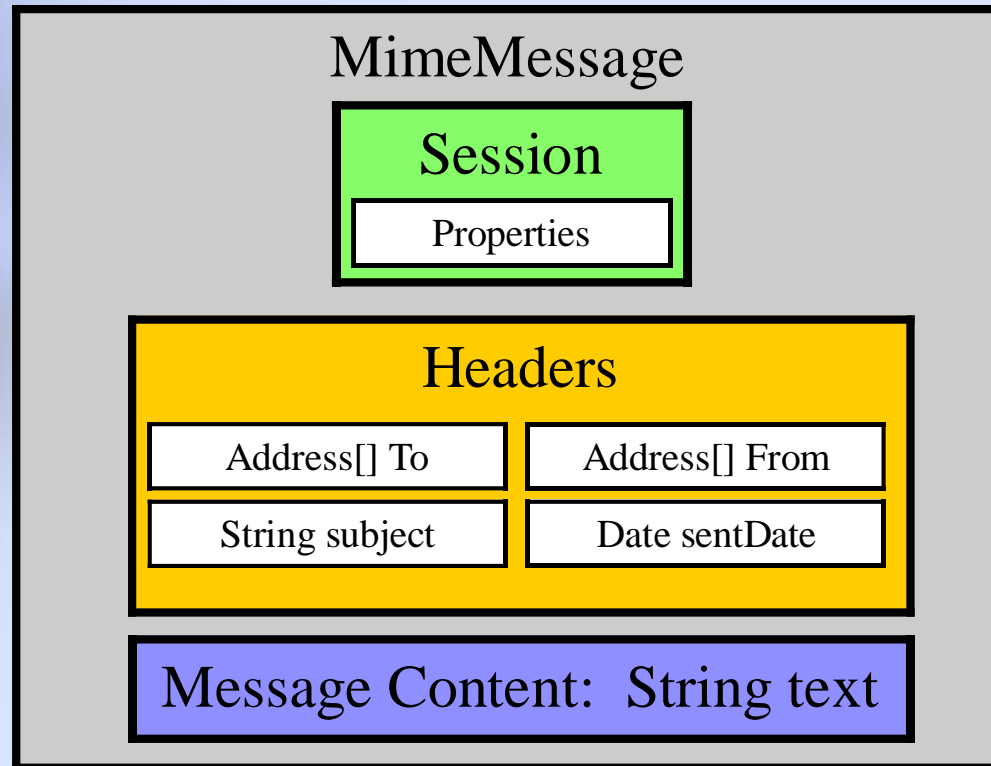 MimeMessage
Session
Properties
Headers
Address[] To
Address[] From
String subject
Date sentDate
Message Content: String text